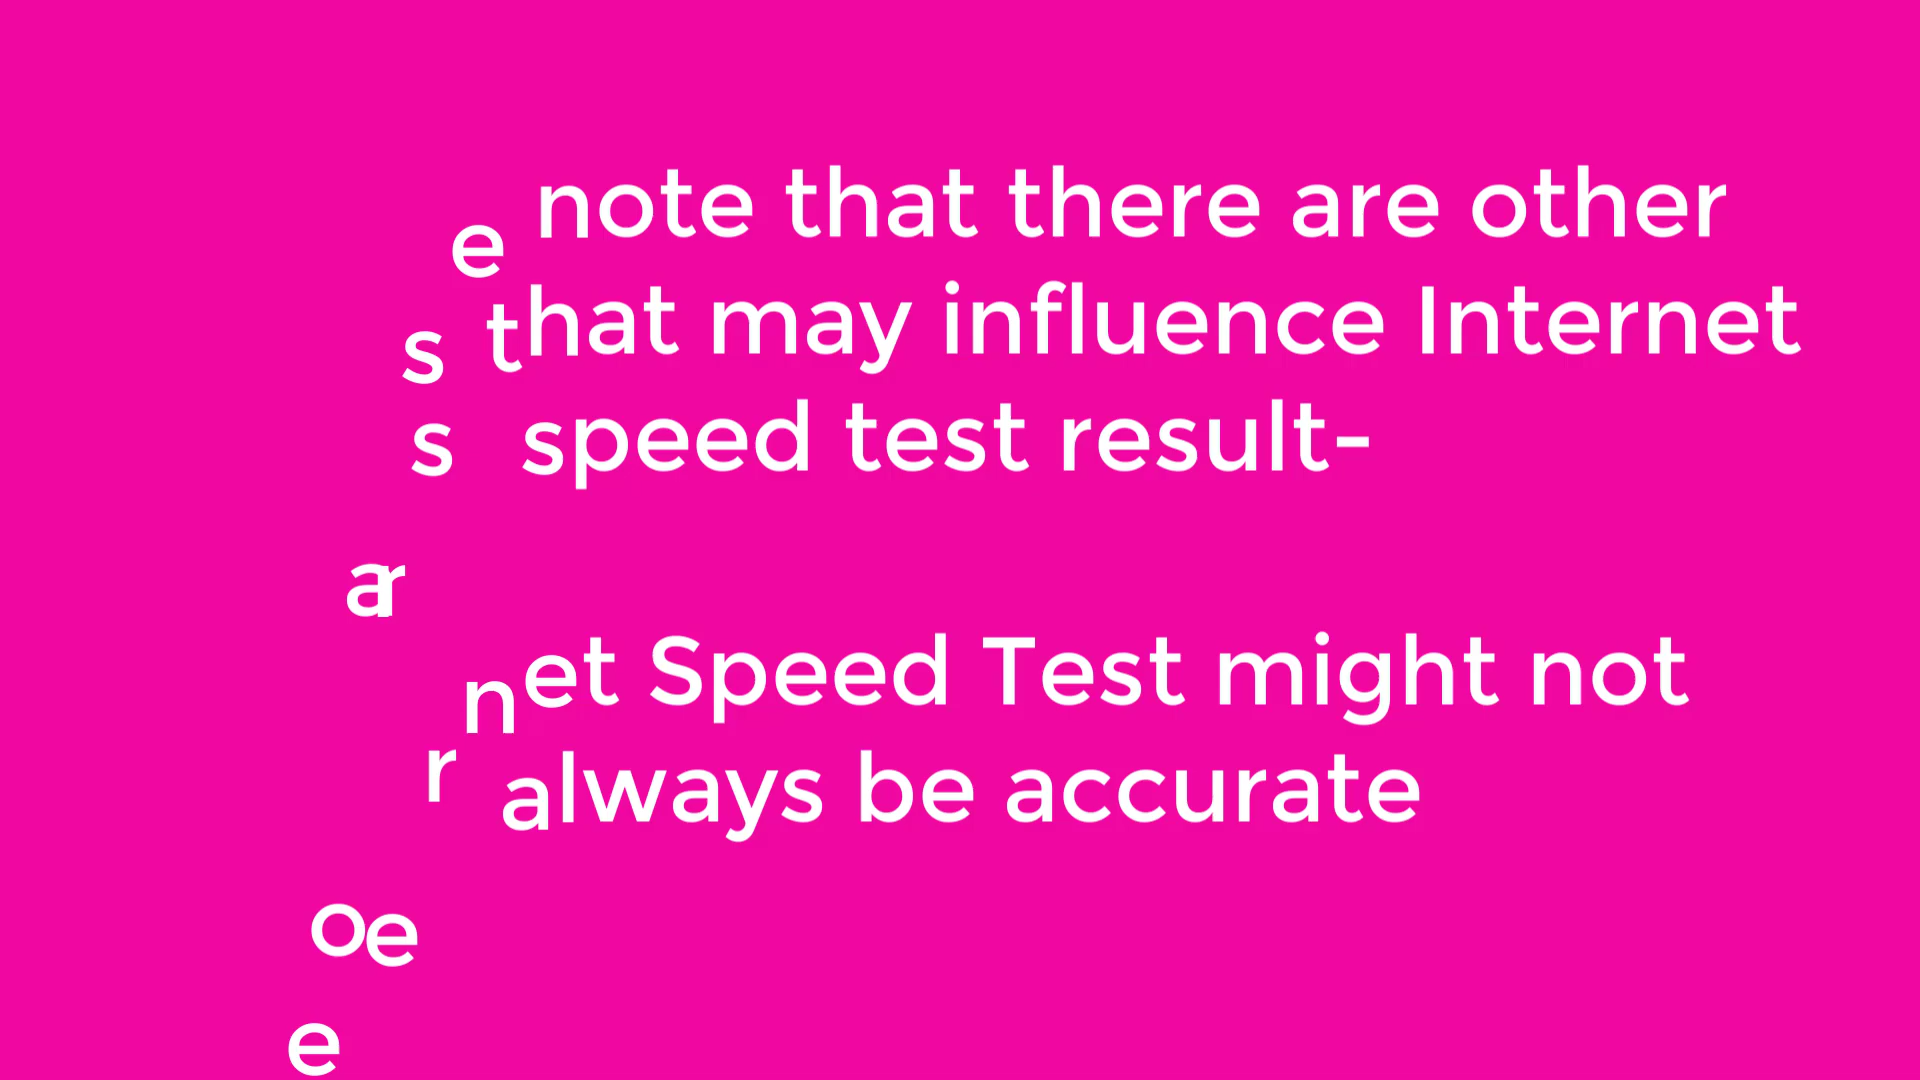 e note that there are other
s that may influence Internet
s speed test result-
ar
net Speed Test might not
r always be accurate
oe
e